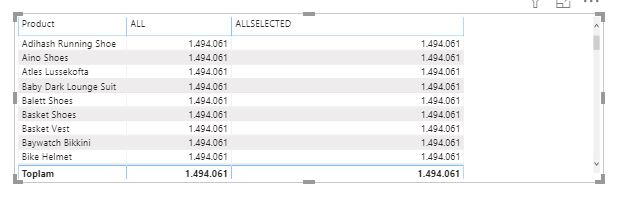 Product ALL ALLSELECTED
Adihash Running Shoe 1.494.061 1.494.061
Aino Shoes 1.494.061 1.494.061
Atles Lussekofta 1.494.061 1.494.061
Baby Dark Lounge Suit 1.494.061 1.494.061
Balett Shoes 1.494.061 1.494.061
Basket Shoes 1.494.061 1.494.061
Basket Vest 1.494.061 1.494.061
Baywatch Bikkini 1.494.061 1.494.061
Bike Helmet 1.494.061 1.494.061
Toplam 1.494.061 1.494.061